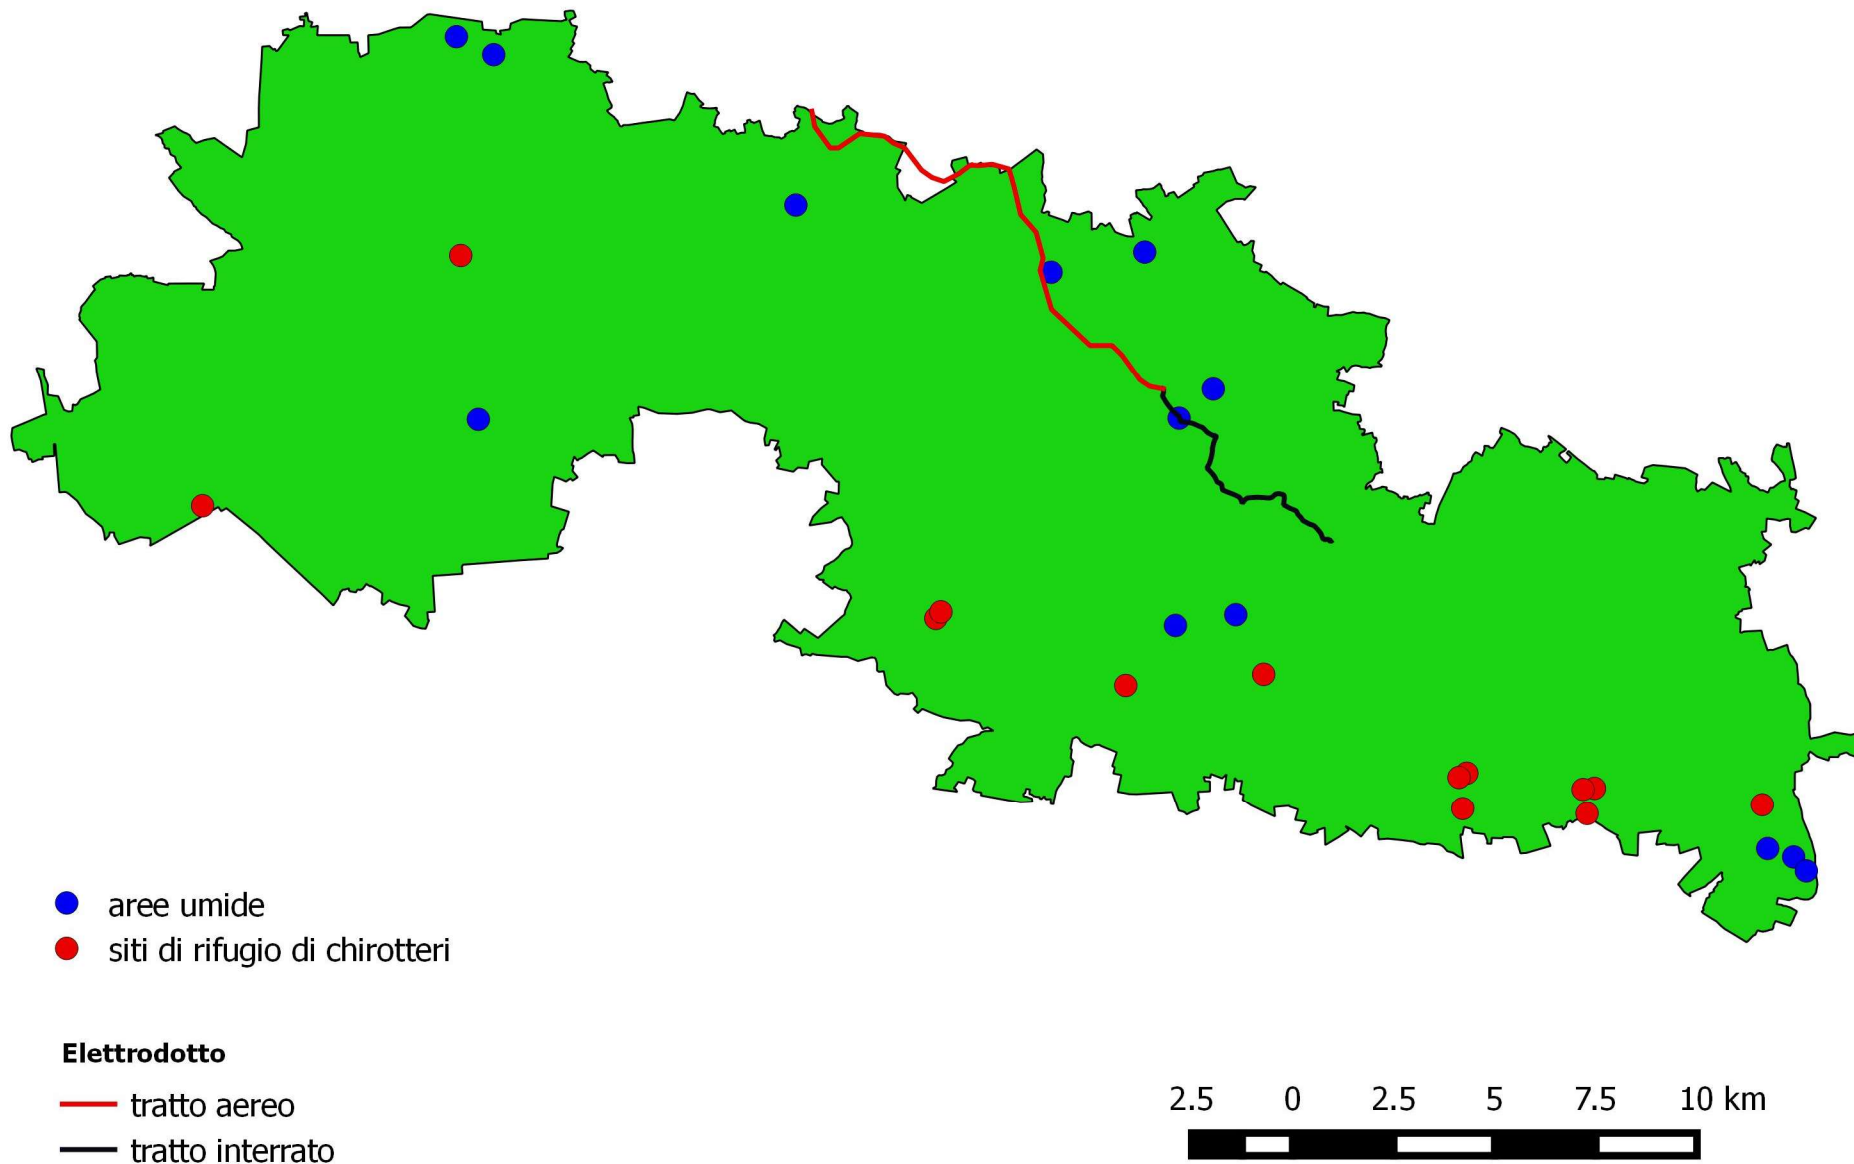 aree umide
siti di rifugio di chirotteri
Elettrodotto
tratto aereo
tratto interrato
2.5 0 2.5 5 7.5 10 km